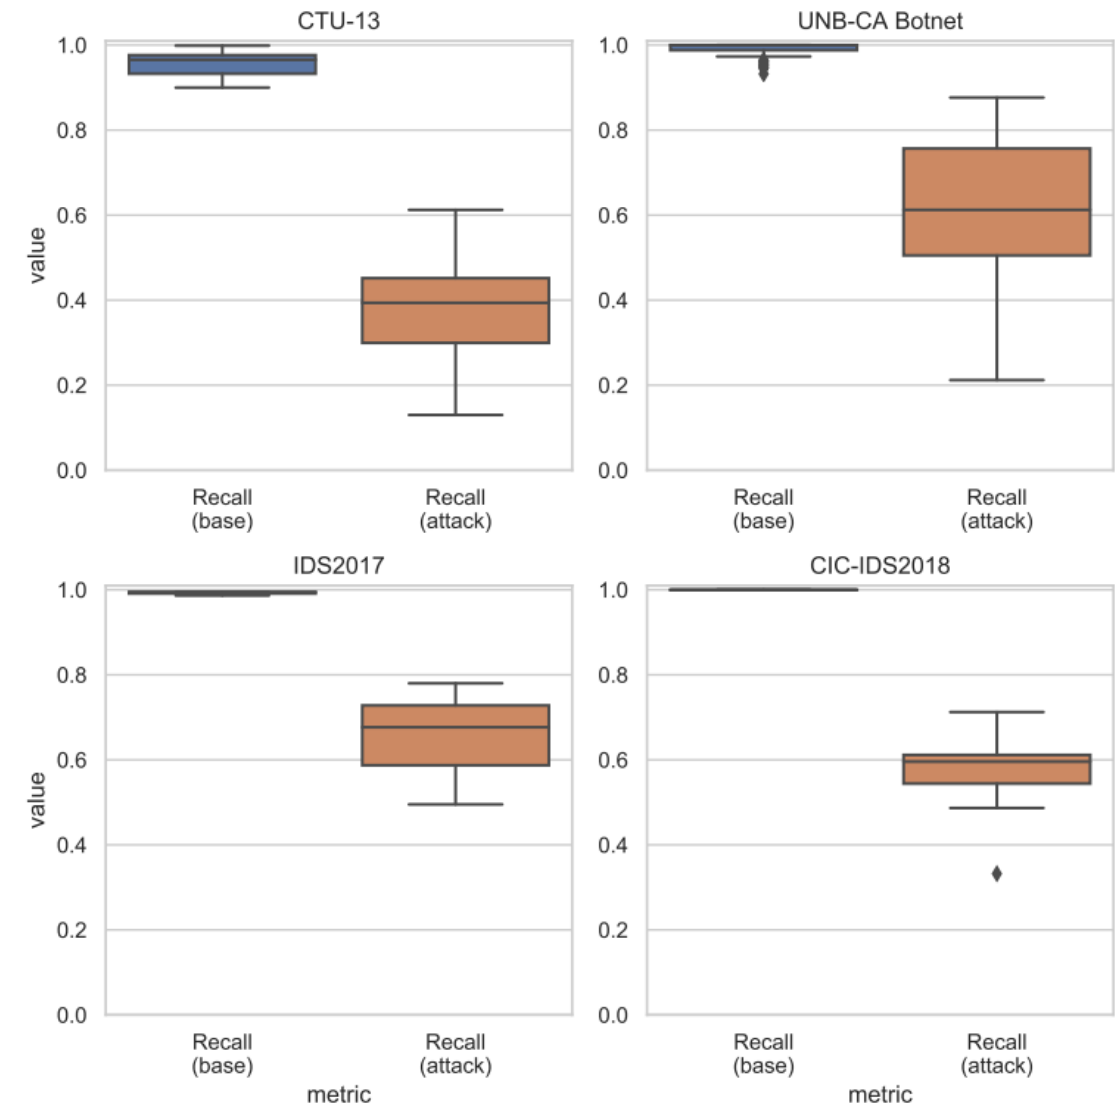 CTU-13
UNB-CA Botnet
1.0
0.8
0.6
0.4
0.2
0.0
value
Recall
(base)
Recall
(attack)
1.0
0.8
0.6
0.4
0.2
0.0
Recall
(base)
Recall
(attack)
IDS2017
CIC-IDS2018
1.0
0.8
0.6
0.4
0.2
0.0
value
Recall
(base)
Recall
(attack)
metric
1.0
0.8
0.6
0.4
0.2
0.0
Recall
(base)
Recall
(attack)
metric